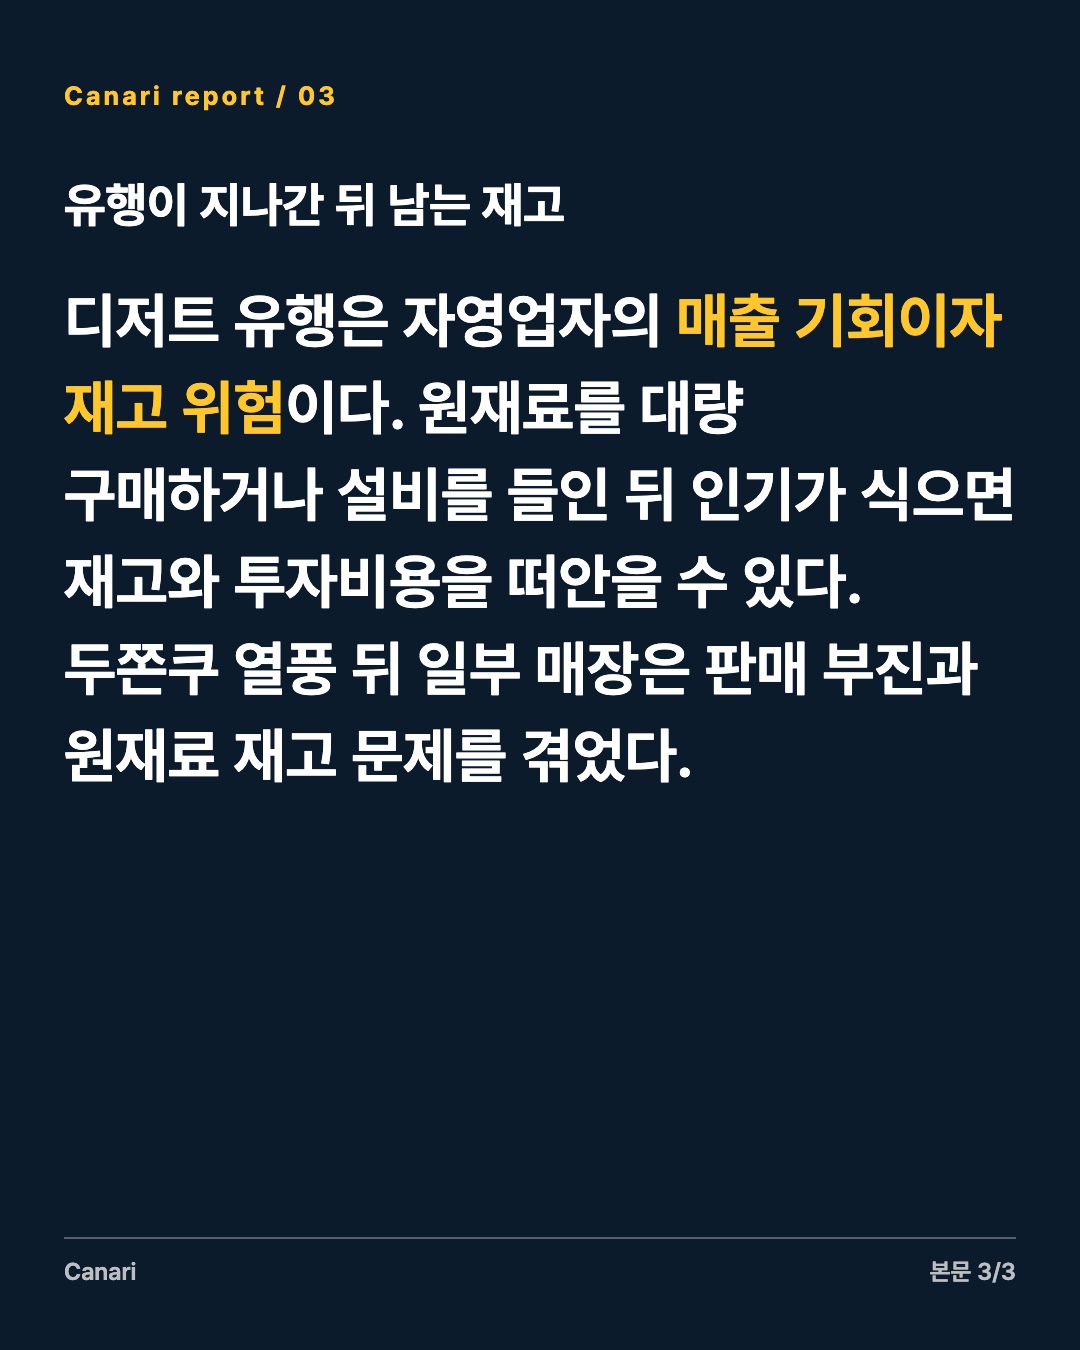 Canari report / 03
유행이 지나간 뒤 남는 재고
디저트 유행은 자영업자의 매출 기회이자
재고 위험이다. 원재료를 대량
구매하거나 설비를 들인 뒤 인기가 식으면
재고와 투자비용을 떠안을 수 있다.
두쫀쿠 열풍 뒤 일부 매장은 판매 부진과
원재료 재고 문제를 겪었다.
Canari
본문 3/3